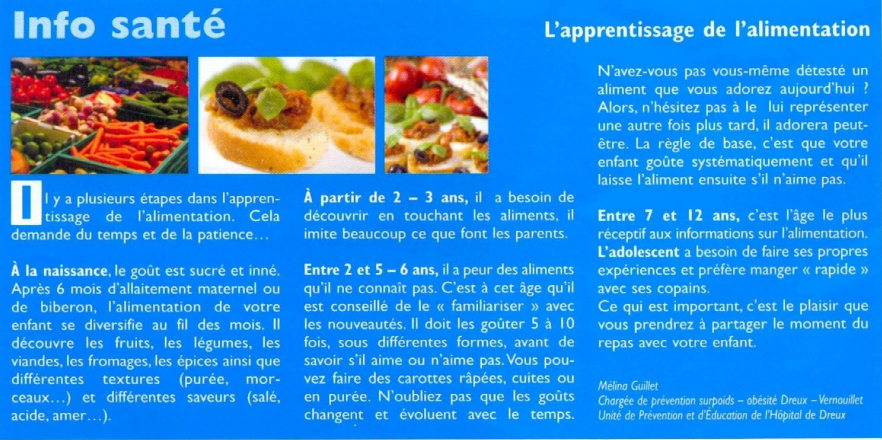 Info santé
L'apprentissage de l'alimentation
Il y a plusieurs étapes dans l'appren-
tissage de l'alimentation. Cela
demande du temps et de la patience…
À la naissance, le goût est sucré et inné.
Après 6 mois d'allaitement maternel ou
de biberon, l'alimentation de votre
enfant se diversifie au fil des mois. Il
découvre les fruits, les légumes, les
viandes, les fromages, les épices ainsi que
différentes textures (purée, mor-
ceaux…) et différentes saveurs (salé,
acide, amer…).
À partir de 2 – 3 ans, il a besoin de
découvrir en touchant les aliments, il
imite beaucoup ce que font les parents.
Entre 2 et 5 – 6 ans, il a peur des aliments
qu'il ne connaît pas. C'est à cet âge qu'il
est conseillé de le « familiariser » avec
les nouveautés. Il doit les goûter 5 à 10
fois, sous différentes formes, avant de
savoir s'il aime ou n'aime pas. Vous pou-
vez faire des carottes râpées, cuites ou
en purée. N'oubliez pas que les goûts
changent et évoluent avec le temps.
N'avez-vous pas vous-même détesté un
aliment que vous adorez aujourd'hui ?
Alors, n'hésitez pas à le lui représenter
une autre fois plus tard, il adorera peut-
être. La règle de base, c'est que votre
enfant goûte systématiquement et qu'il
laisse l'aliment ensuite s'il n'aime pas.
Entre 7 et 12 ans, c'est l'âge le plus
réceptif aux informations sur l'alimentation.
L'adolescent a besoin de faire ses propres
expériences et préfère manger « rapide »
avec ses copains.
Ce qui est important, c'est le plaisir que
vous prendrez à partager le moment du
repas avec votre enfant.
Mélina Guillet
Chargée de prévention surpoids – obésité Dreux – Vernouillet
Unité de Prévention et d'Éducation de l'Hôpital de Dreux